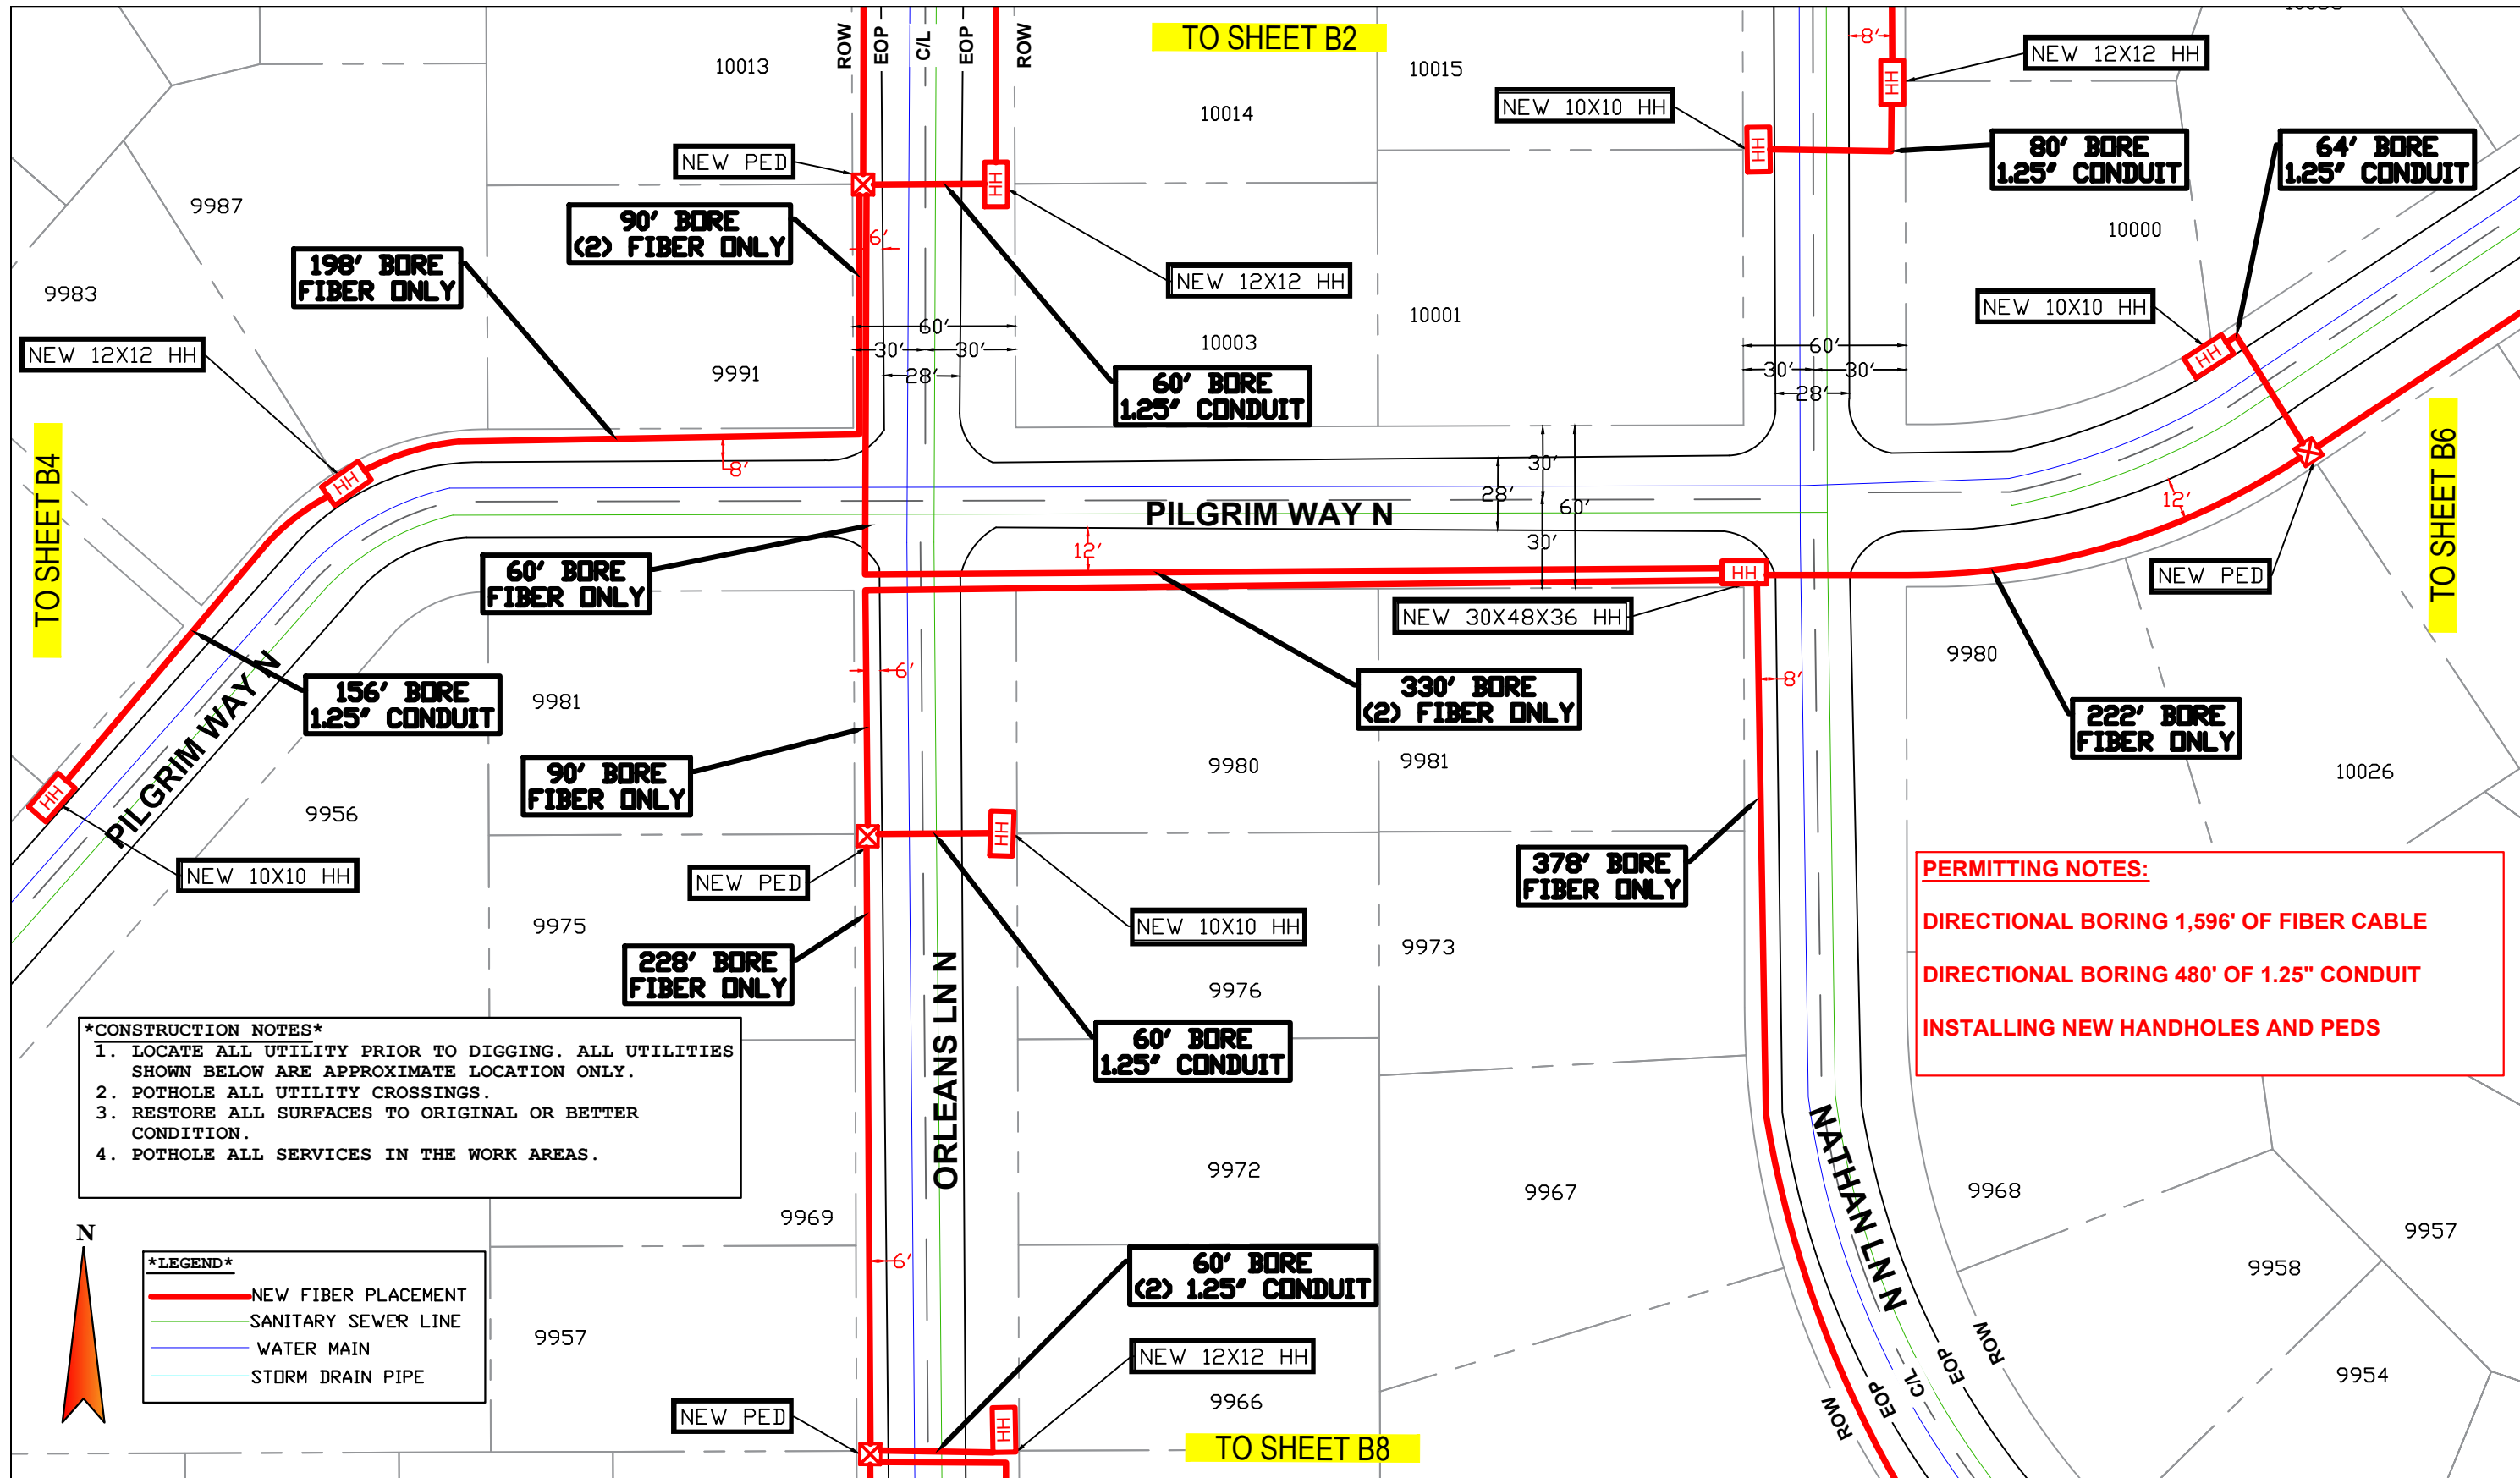 TO SHEET B2
ROW
EOP
C/L
EOP
ROW
10013
10014
10015
8'
NEW 12X12 HH
HH
NEW 10X10 HH
HH
80' BORE
1.25" CONDUIT
64' BORE
1.25" CONDUIT
NEW PED
HH
9987
90' BORE
(2) FIBER ONLY
6'
198' BORE
FIBER ONLY
NEW 12X12 HH
9983
10000
NEW 10X10 HH
HH
NEW 12X12 HH
60'
30'
30'
28'
10003
10001
60' BORE
1.25" CONDUIT
60'
30'
30'
28'
9991
HH
8'
TO SHEET B4
TO SHEET B6
30'
28'
60'
30'
PILGRIM WAY N
12'
12'
NEW PED
60' BORE
FIBER ONLY
HH
NEW 30X48X36 HH
PILGRIM WAY N
156' BORE
1.25" CONDUIT
9981
6'
330' BORE
(2) FIBER ONLY
8'
9980
222' BORE
FIBER ONLY
90' BORE
FIBER ONLY
9980
9981
10026
HH
9956
NEW 10X10 HH
NEW PED
HH
NEW 10X10 HH
378' BORE
FIBER ONLY
9975
228' BORE
FIBER ONLY
ORLEANS LN N
9976
9973
60' BORE
1.25" CONDUIT
PERMITTING NOTES:
DIRECTIONAL BORING 1,596' OF FIBER CABLE
DIRECTIONAL BORING 480' OF 1.25" CONDUIT
INSTALLING NEW HANDHOLES AND PEDS
*CONSTRUCTION NOTES*
1. LOCATE ALL UTILITY PRIOR TO DIGGING. ALL UTILITIES
SHOWN BELOW ARE APPROXIMATE LOCATION ONLY.
2. POTHOLE ALL UTILITY CROSSINGS.
3. RESTORE ALL SURFACES TO ORIGINAL OR BETTER
CONDITION.
4. POTHOLE ALL SERVICES IN THE WORK AREAS.
9972
9967
9968
9957
9969
NATHAN LN N
N
*LEGEND*
NEW FIBER PLACEMENT
SANITARY SEWER LINE
WATER MAIN
STORM DRAIN PIPE
6'
60' BORE
(2) 1.25" CONDUIT
9958
9957
NEW 12X12 HH
HH
9966
NEW PED
9954
ROW
EOP
C/L
EOP
ROW
TO SHEET B8